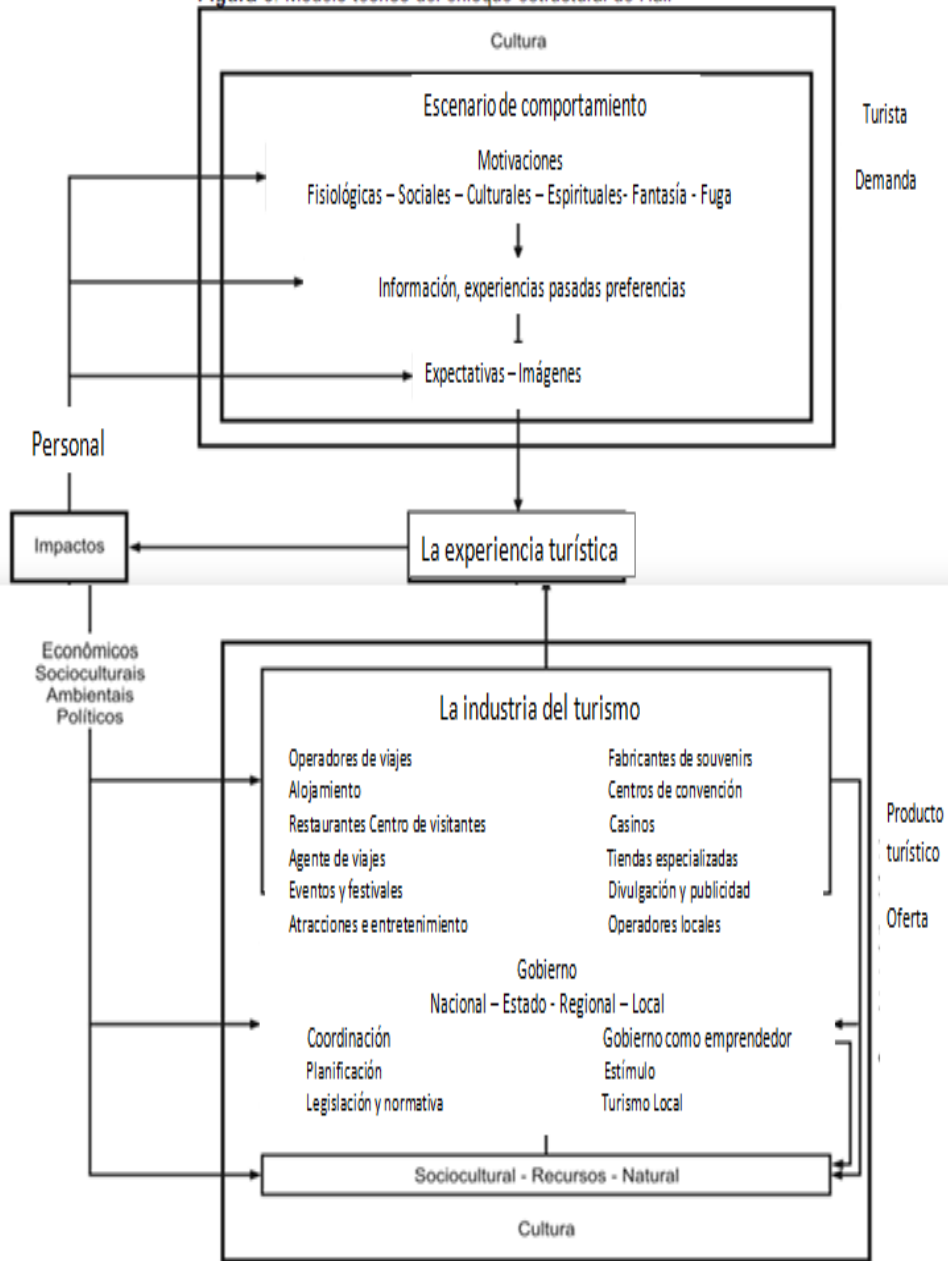 Cultura
Escenario de comportamiento
Motivaciones
Fisiológicas – Sociales – Culturales – Espirituales- Fantasía - Fuga
Turista
Demanda
Información, experiencias pasadas preferencias
Expectativas – Imágenes
Personal
Impactos
La experiencia turística
Econômicos
Socioculturais
Ambientais
Políticos
La industria del turismo
Operadores de viajes
Fabricantes de souvenirs
Alojamiento
Centros de convención
Restaurantes Centro de visitantes
Casinos
Agente de viajes
Tiendas especializadas
Eventos y festivales
Divulgación y publicidad
Atracciones e entretenimiento
Operadores locales
Producto
turístico
Oferta
Gobierno
Nacional – Estado - Regional – Local
Coordinación
Gobierno como emprendedor
Planificación
Estímulo
Legislación y normativa
Turismo Local
Sociocultural - Recursos - Natural
Cultura